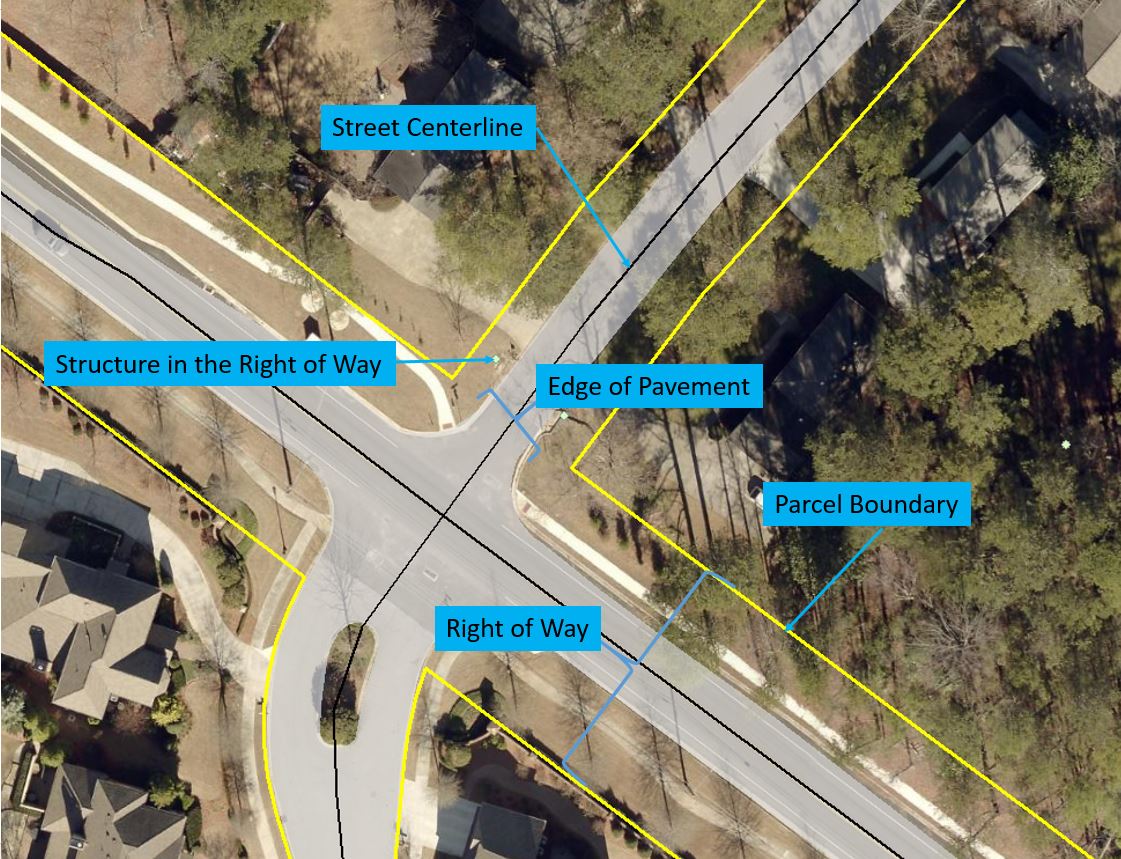 Street Centerline
Structure in the Right of Way
Edge of Pavement
Parcel Boundary
Right of Way